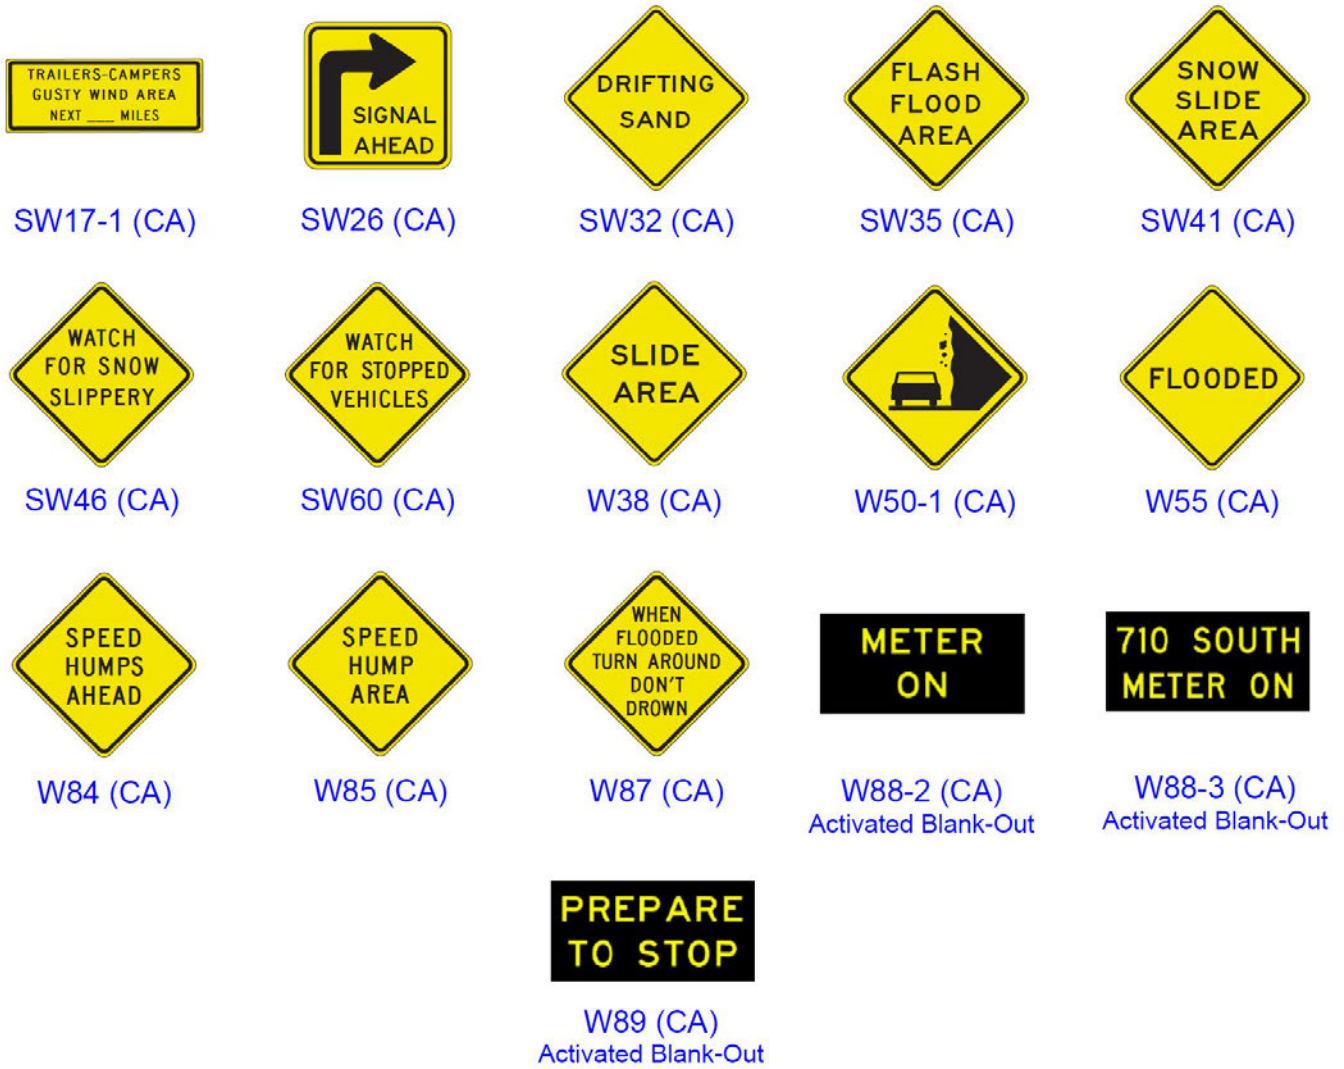 TRAILERS-CAMPERS
GUSTY WIND AREA
NEXT ___ MILES
SW17-1 (CA)
SIGNAL
AHEAD
SW26 (CA)
DRIFTING
SAND
SW32 (CA)
FLASH
FLOOD
AREA
SW35 (CA)
SNOW
SLIDE
AREA
SW41 (CA)
WATCH
FOR SNOW
SLIPPERY
SW46 (CA)
WATCH
FOR STOPPED
VEHICLES
SW60 (CA)
SLIDE
AREA
W38 (CA)
W50-1 (CA)
FLOODED
W55 (CA)
SPEED
HUMPS
AHEAD
W84 (CA)
SPEED
HUMP
AREA
W85 (CA)
WHEN
FLOODED
TURN AROUND
DON'T
DROWN
W87 (CA)
METER
ON
W88-2 (CA)
Activated Blank-Out
710 SOUTH
METER ON
W88-3 (CA)
Activated Blank-Out
PREPARE
TO STOP
W89 (CA)
Activated Blank-Out